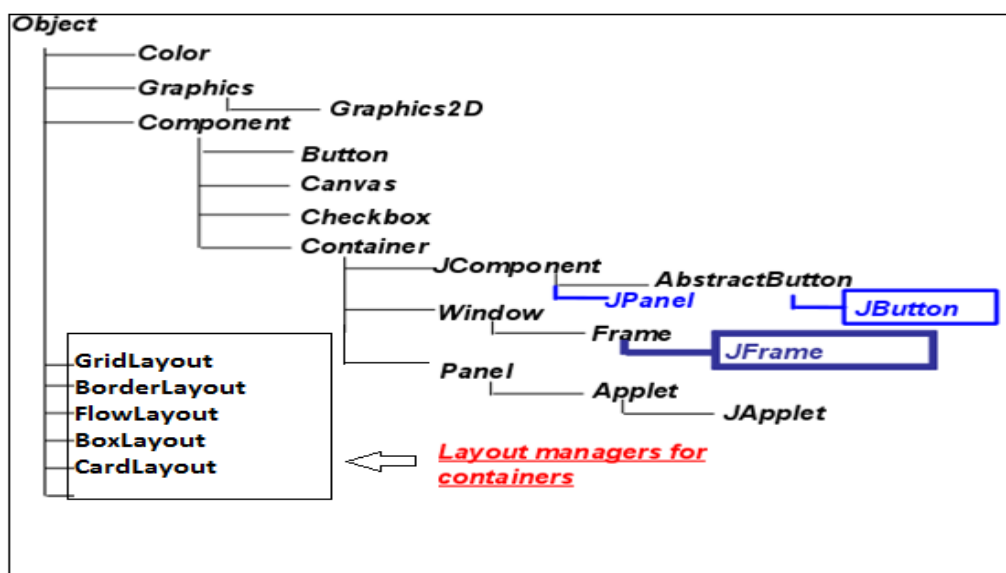 Object
Color
Graphics
Graphics2D
Component
Button
Canvas
Checkbox
Container
JComponent
AbstractButton
JPanel
JButton
Window
Frame
JFrame
Panel
Applet
JApplet
GridLayout
BorderLayout
FlowLayout
BoxLayout
CardLayout
Layout managers for
containers